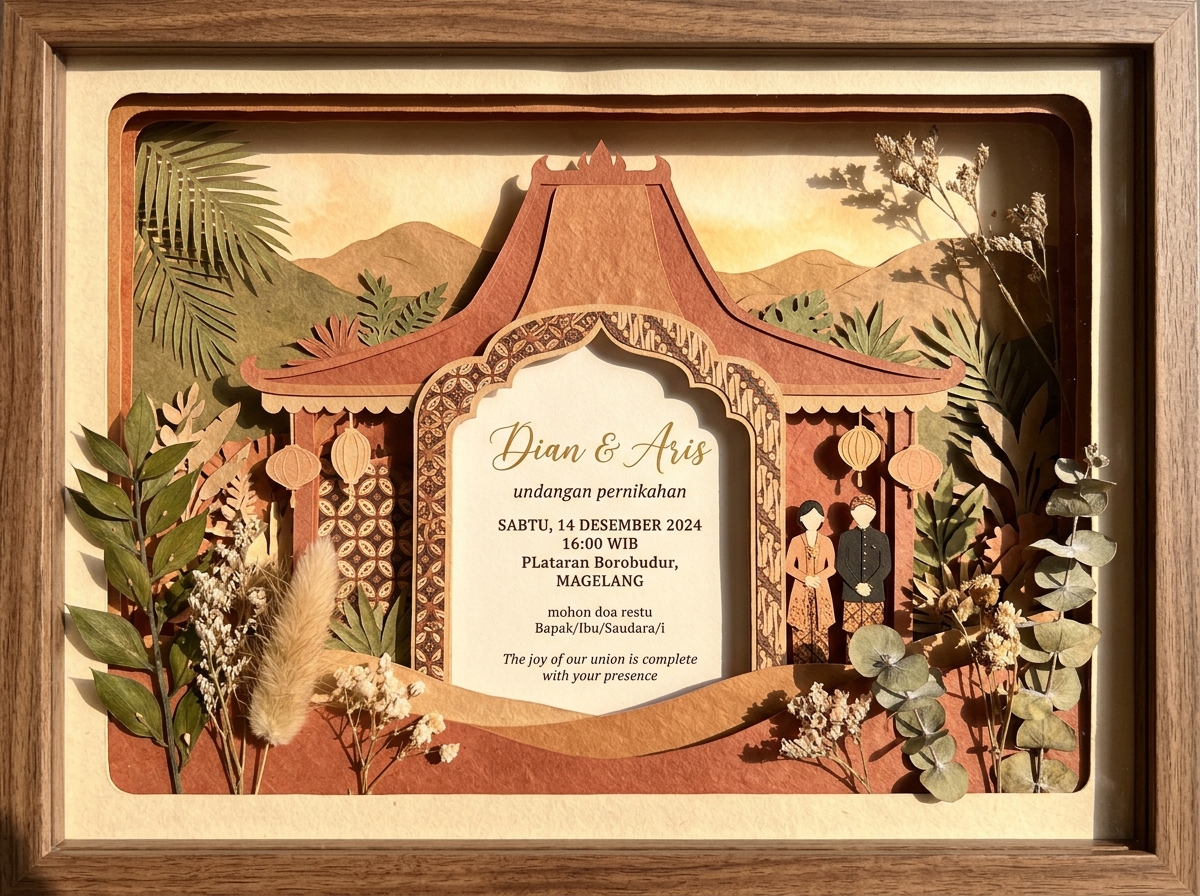 Dian & Aris
undangan pernikahan
SABTU, 14 DESEMBER 2024
16:00 WIB
PLataran Borobudur,
MAGELANG
mohon doa restu
Bapak/Ibu/Saudara/i
The joy of our union is complete
with your presence